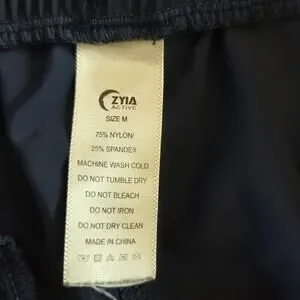 ZYIA
ACTIVE
SIZE M
75% NYLON/
25% SPANDEX
MACHINE WASH COLD
DO NOT TUMBLE DRY
DO NOT BLEACH
DO NOT IRON
DO NOT DRY CLEAN
MADE IN CHINA